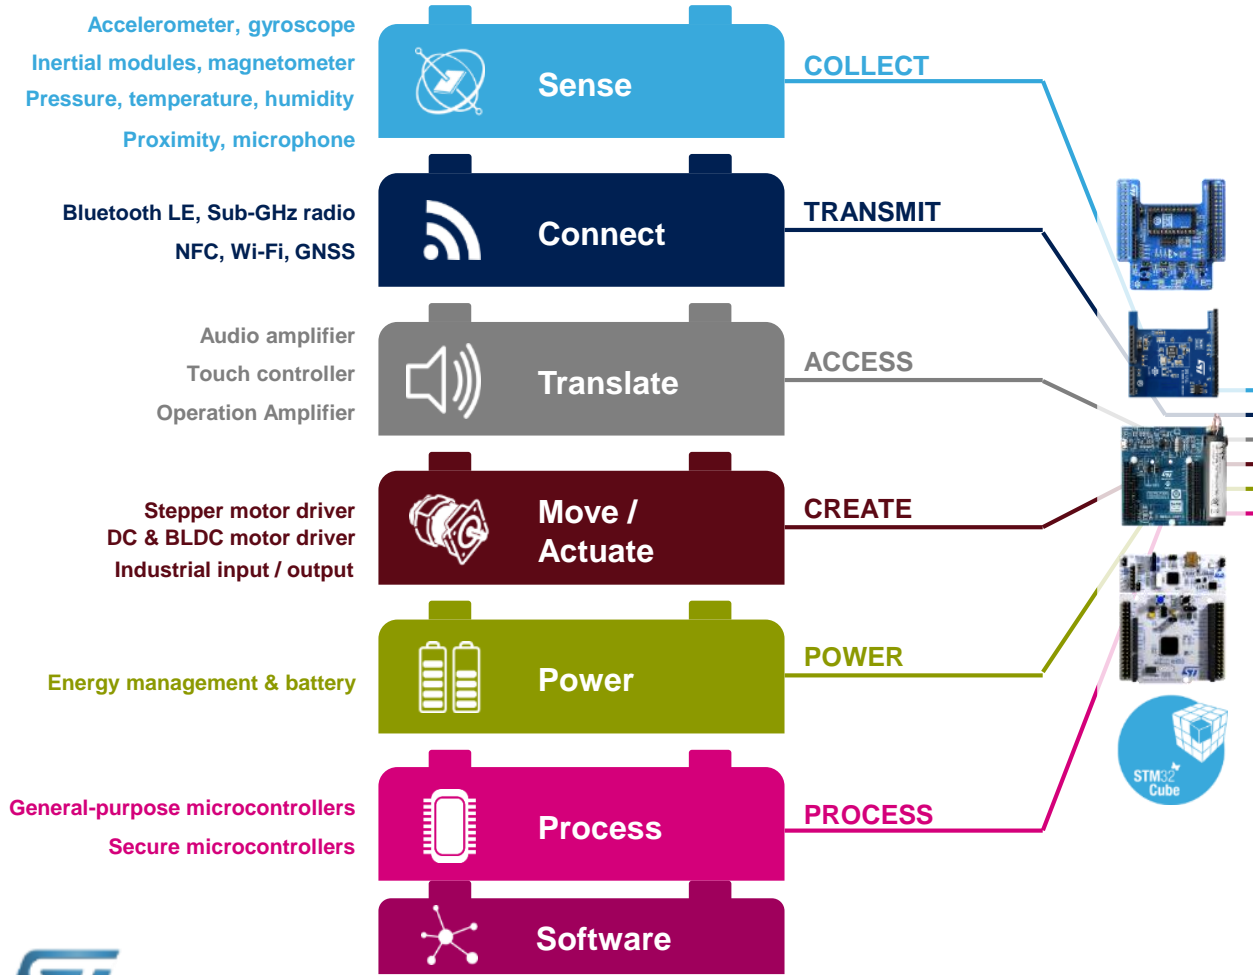 Accelerometer, gyroscope
Inertial modules, magnetometer
Pressure, temperature, humidity
Proximity, microphone
Sense
COLLECT
Bluetooth LE, Sub-GHz radio
NFC, Wi-Fi, GNSS
Connect
TRANSMIT
Audio amplifier
Touch controller
Operation Amplifier
Translate
ACCESS
Stepper motor driver
DC & BLDC motor driver
Industrial input / output
Move /
Actuate
CREATE
Energy management & battery
Power
POWER
General-purpose microcontrollers
Secure microcontrollers
Process
PROCESS
Software
STM32
Cube